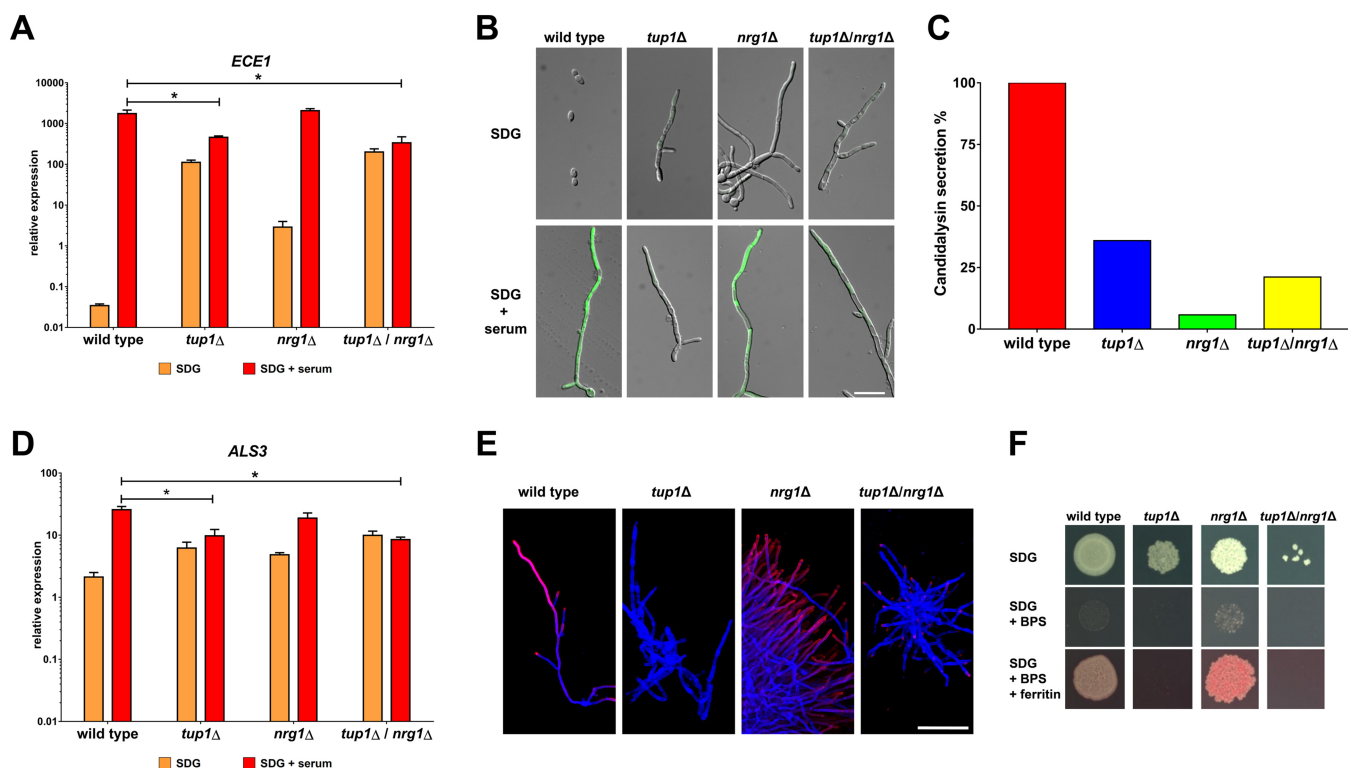 A
ECE1
relative expression
10000
1000
100
10
1
0.1
0.01
*
*
wild type tup1Δ nrg1Δ tup1Δ / nrg1Δ
SDG SDG + serum
B
wild type tup1Δ nrg1Δ tup1Δ/nrg1Δ
SDG
SDG
+
serum
C
Candidalysin secretion %
100
75
50
25
0
wild type tup1Δ nrg1Δ tup1Δ/nrg1Δ
D
ALS3
relative expression
100
10
1
0.1
0.01
*
*
wild type tup1Δ nrg1Δ tup1Δ / nrg1Δ
SDG SDG + serum
E
wild type tup1Δ nrg1Δ tup1Δ/nrg1Δ
F
wild type tup1Δ nrg1Δ tup1Δ/nrg1Δ
SDG
SDG
+ BPS
SDG
+ BPS
+ ferritin